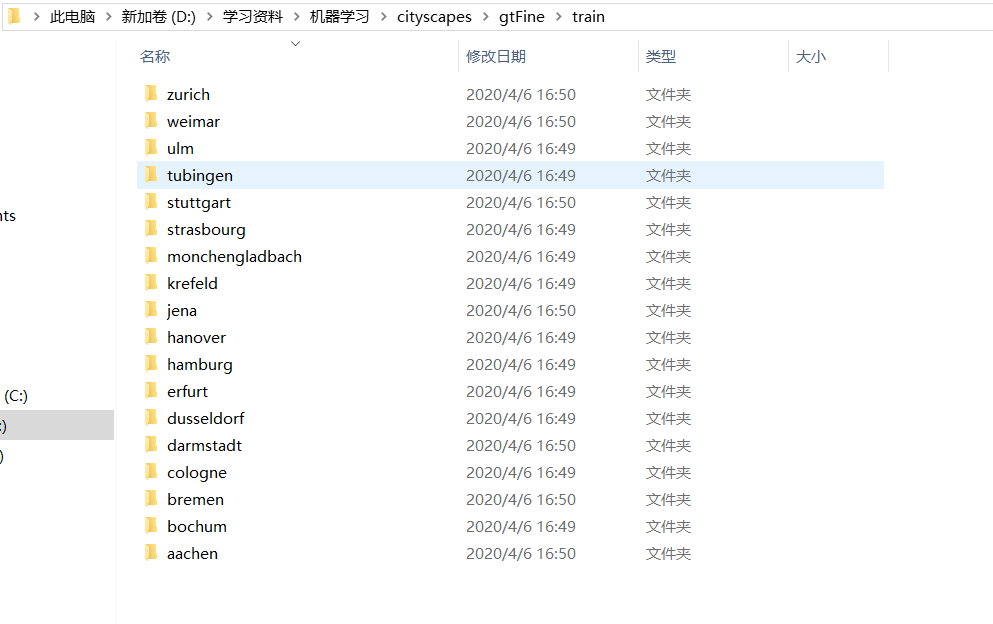 此电脑 > 新加卷 (D:) > 学习资料 > 机器学习 > cityscapes > gtFine > train
名称 修改日期 类型 大小
zurich 2020/4/6 16:50 文件夹
weimar 2020/4/6 16:50 文件夹
ulm 2020/4/6 16:49 文件夹
tubingen 2020/4/6 16:49 文件夹
stuttgart 2020/4/6 16:50 文件夹
nts
strasbourg 2020/4/6 16:49 文件夹
monchengladbach 2020/4/6 16:49 文件夹
krefeld 2020/4/6 16:49 文件夹
jena 2020/4/6 16:50 文件夹
hanover 2020/4/6 16:49 文件夹
hamburg 2020/4/6 16:49 文件夹
erfurt 2020/4/6 16:49 文件夹
(C:)
dusseldorf 2020/4/6 16:49 文件夹
:)
darmstadt 2020/4/6 16:50 文件夹
)
cologne 2020/4/6 16:49 文件夹
bremen 2020/4/6 16:50 文件夹
bochum 2020/4/6 16:49 文件夹
aachen 2020/4/6 16:50 文件夹